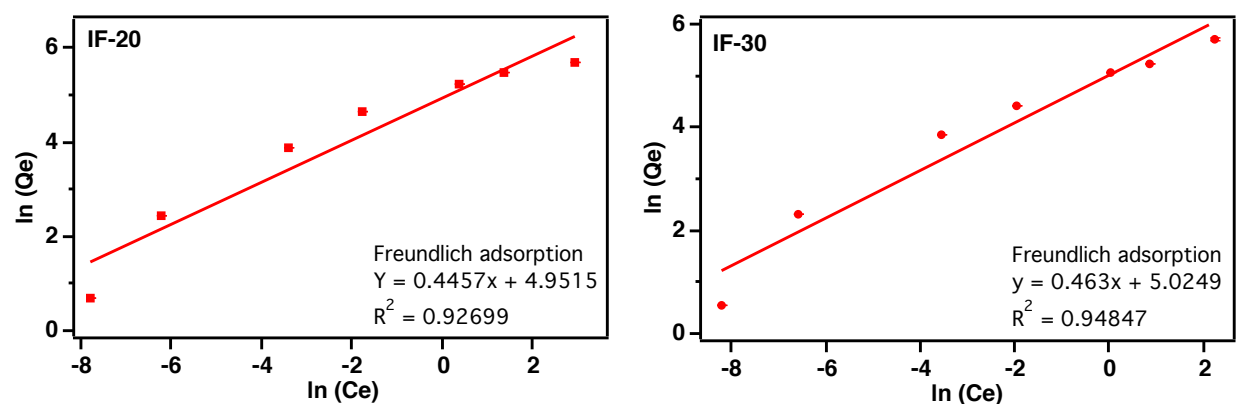 IF-20
6
4
2
0
ln (Qe)
Freundlich adsorption
Y = 0.4457x + 4.9515
R² = 0.92699
-8 -6 -4 -2 0 2
ln (Ce)
IF-30
6
4
2
0
ln (Qe)
Freundlich adsorption
y = 0.463x + 5.0249
R² = 0.94847
-8 -6 -4 -2 0 2
ln (Ce)